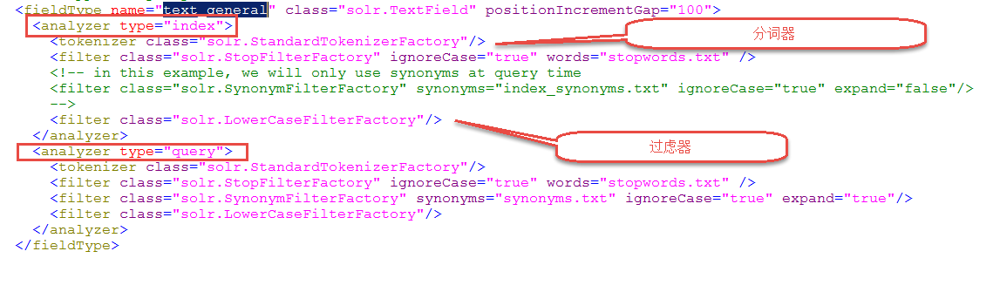 <fieldType name="text_general" class="solr.TextField" positionIncrementGap="100">
<analyzer type="index">
<tokenizer class="solr.StandardTokenizerFactory"/>
分词器
<filter class="solr.StopFilterFactory" ignoreCase="true" words="stopwords.txt" />
<!-- in this example, we will only use synonyms at query time
<filter class="solr.SynonymFilterFactory" synonyms="index_synonyms.txt" ignoreCase="true" expand="false"/>
-->
<filter class="solr.LowerCaseFilterFactory"/>
</analyzer>
过虑器
<analyzer type="query">
<tokenizer class="solr.StandardTokenizerFactory"/>
<filter class="solr.StopFilterFactory" ignoreCase="true" words="stopwords.txt" />
<filter class="solr.SynonymFilterFactory" synonyms="synonyms.txt" ignoreCase="true" expand="true"/>
<filter class="solr.LowerCaseFilterFactory"/>
</analyzer>
</fieldType>